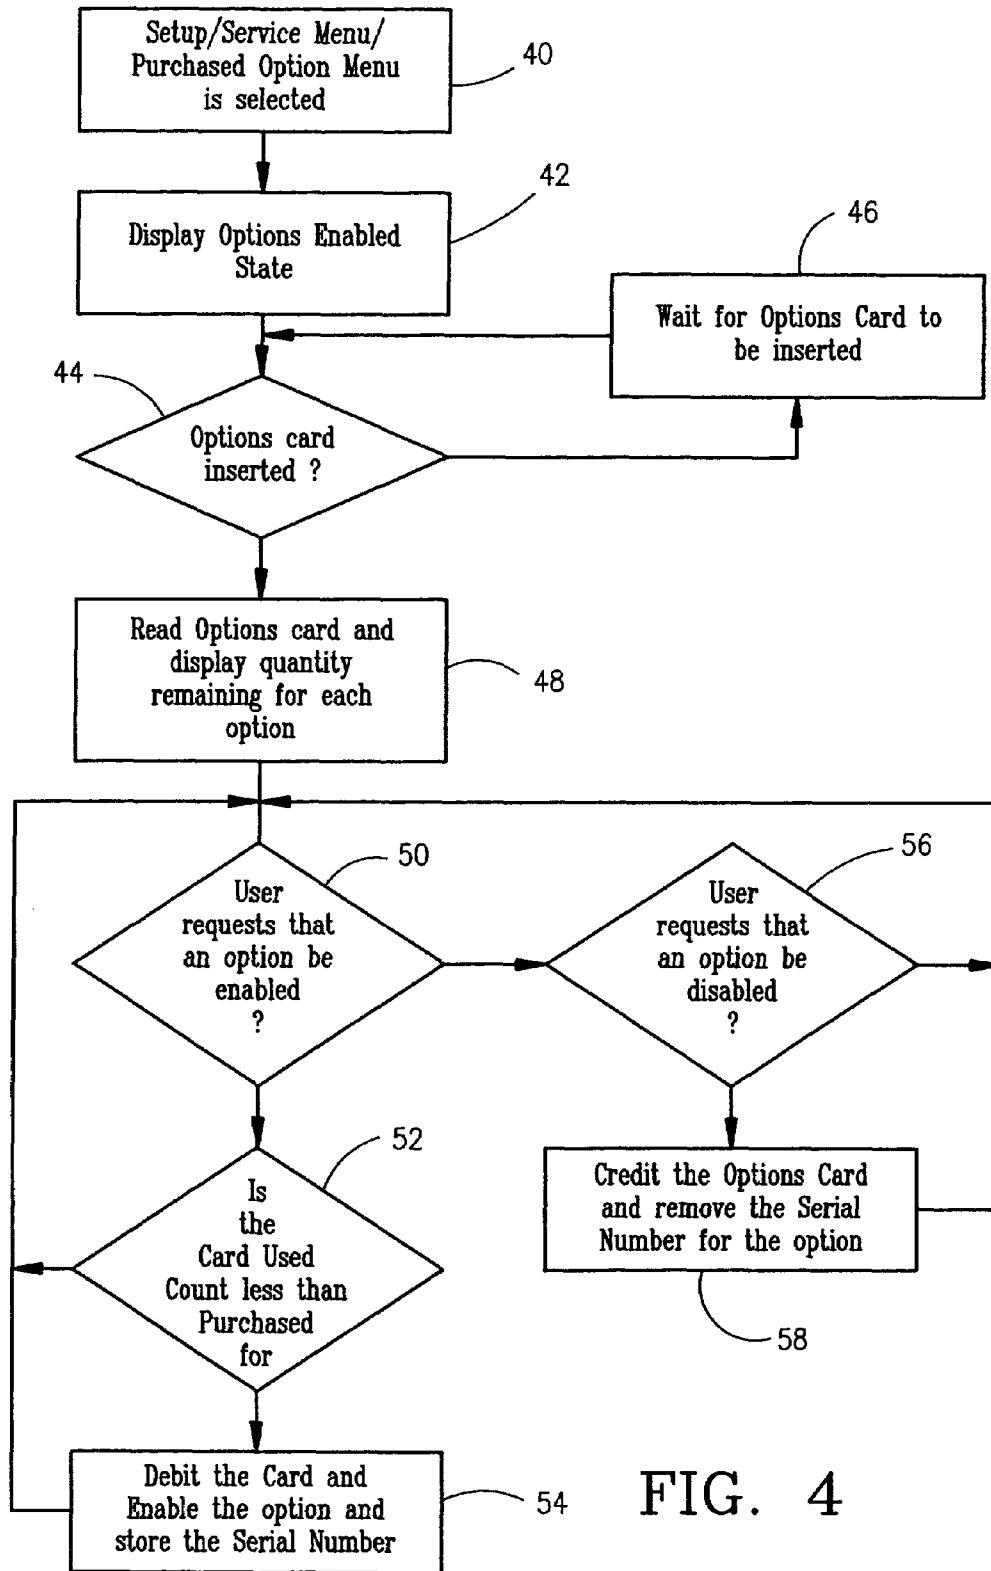 Setup/Service Menu/
Purchased Option Menu
is selected
40
Display Options Enabled
State
42
Wait for Options Card to
be inserted
46
Options card
inserted ?
44
Read Options card and
display quantity
remaining for each
option
48
User
requests that
an option be
enabled
?
50
User
requests that
an option be
disabled
?
56
Is
the
Card Used
Count less than
Purchased
for
52
Credit the Options Card
and remove the Serial
Number for the option
58
Debit the Card and
Enable the option and
store the Serial Number
54
FIG. 4